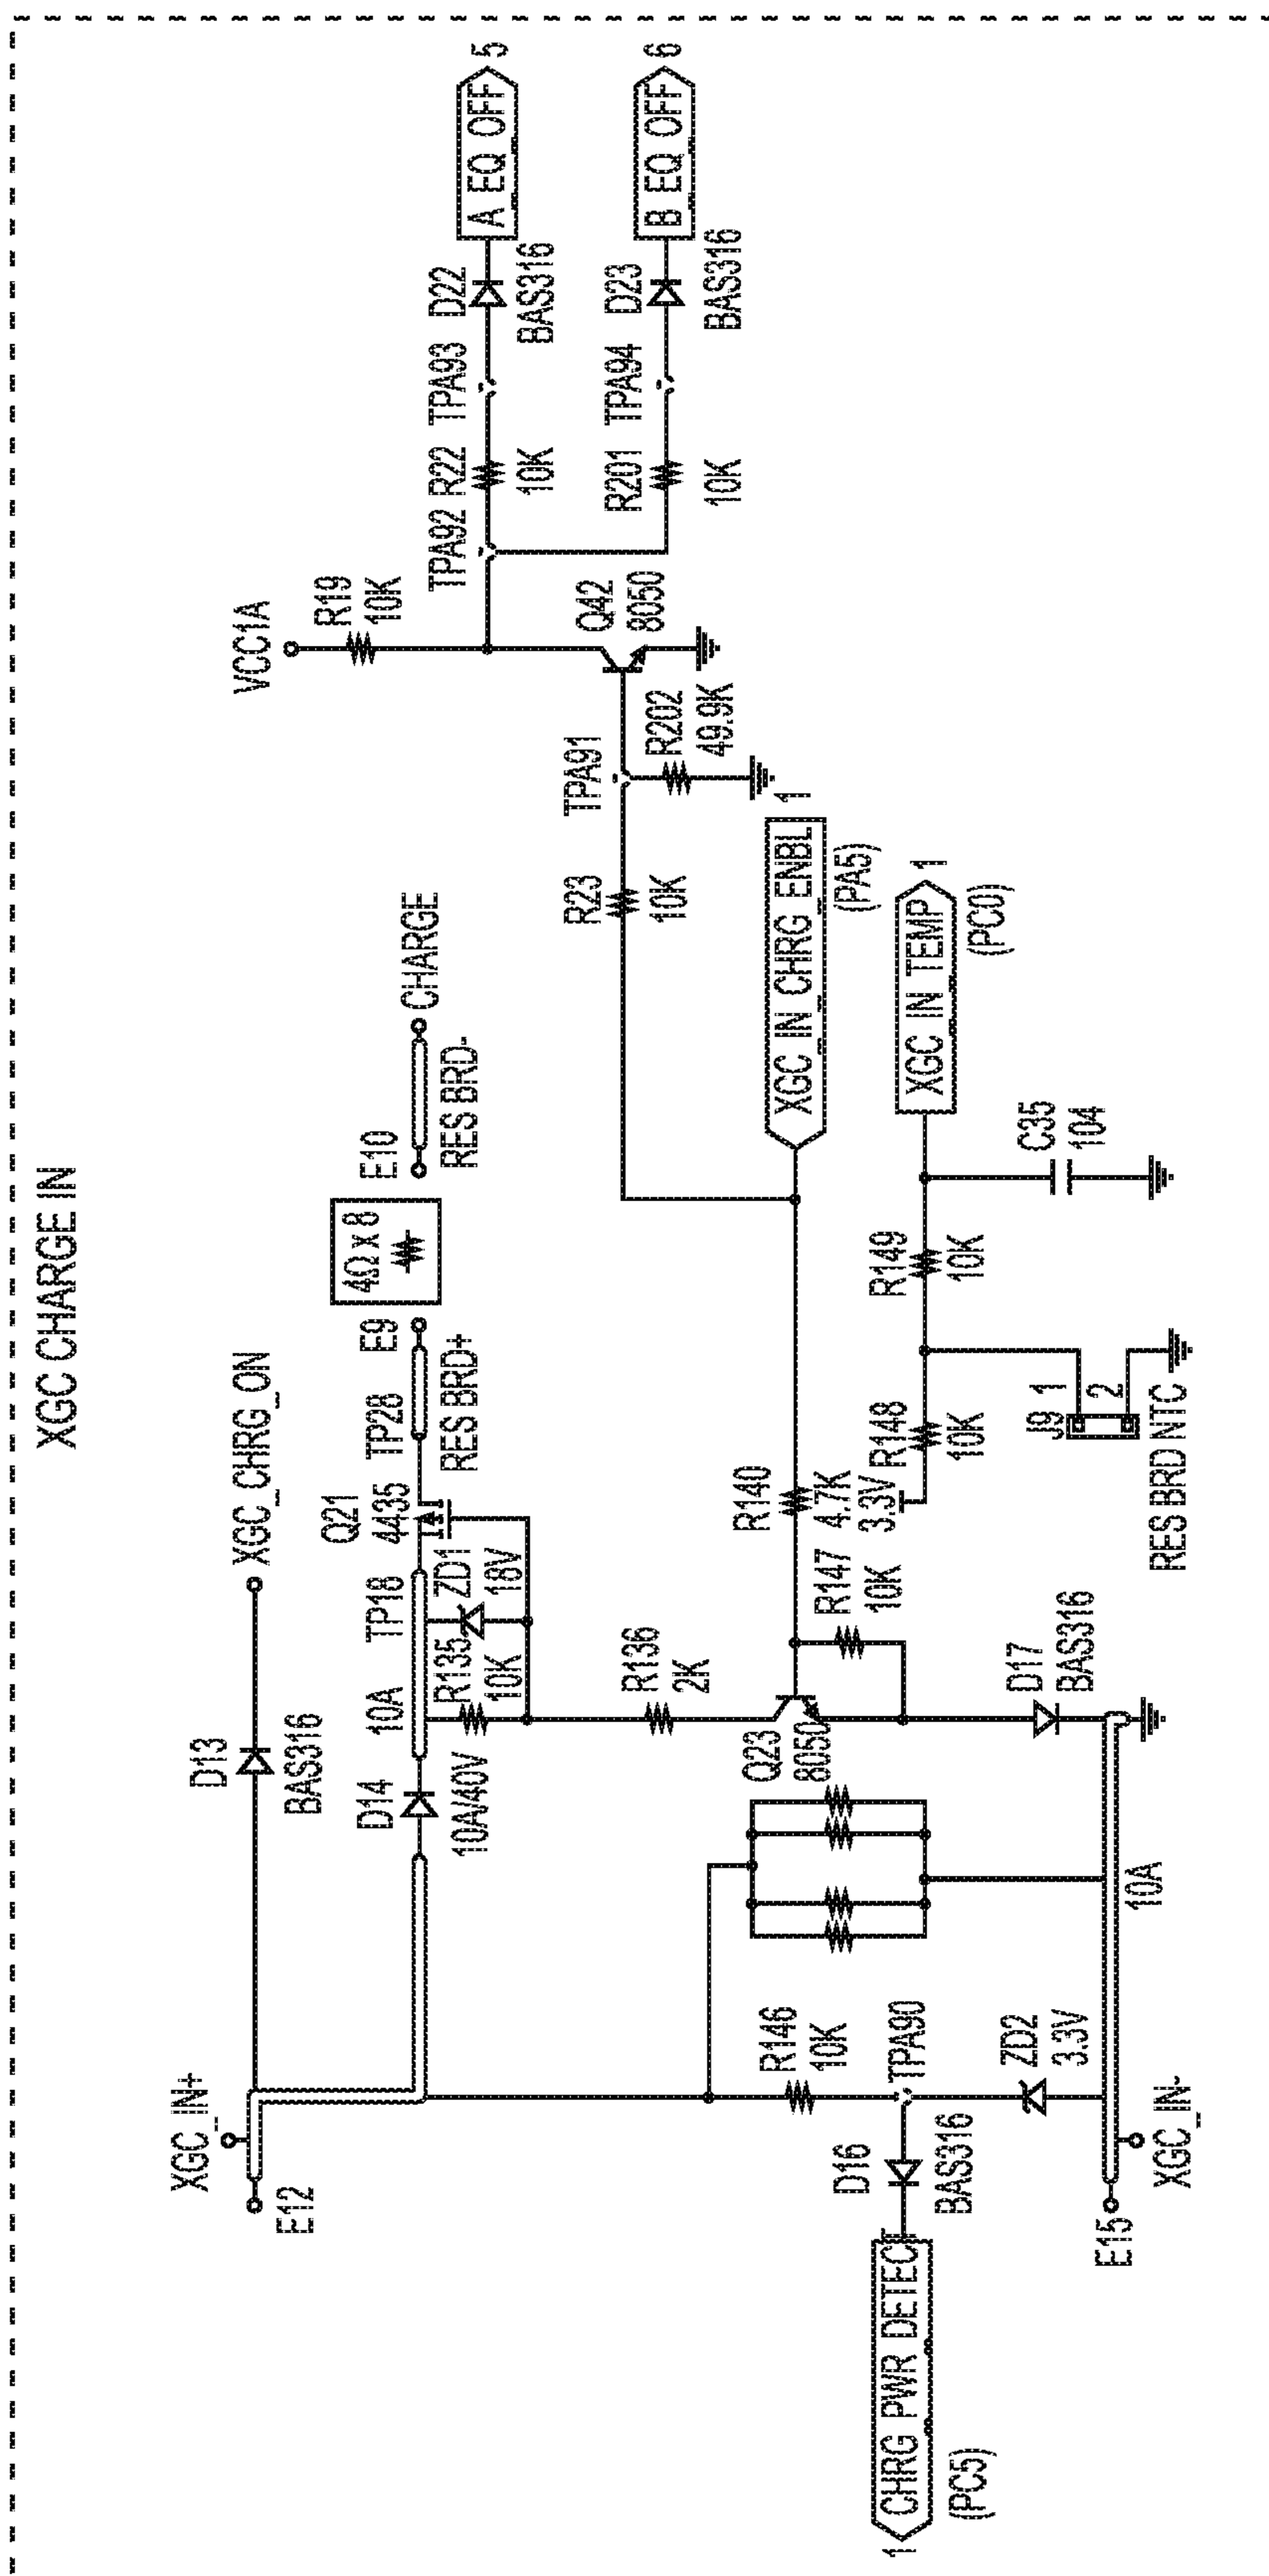 XGC CHARGE IN
XGC_IN+
E12
D13
BAS316
XGC_CHRG_ON
D14
10A/40V
10A
TP18
R135
10K
ZD1
18V
Q21
4435
TP28
E9
RES BRD+
4Ω x 8
E10
RES BRD-
CHARGE
VCC1A
R19
10K
TPA92
R22
10K
TPA93
D22
BAS316
A_EQ_OFF
5
R201
10K
TPA94
D23
BAS316
B_EQ_OFF
6
Q42
8050
TPA91
R202
49.9K
R23
10K
R136
2K
Q23
8050
R147
10K
R140
4.7K
XGC_IN_CHRG_ENBL
1
(PA5)
3.3V
R148
10K
R149
10K
XGC_IN_TEMP
1
(PC0)
J9
1
2
RES BRD NTC
C35
104
D17
BAS316
R146
10K
TPA90
D16
BAS316
1
CHRG_PWR_DETECT
(PC5)
ZD2
3.3V
10A
E15
XGC_IN-